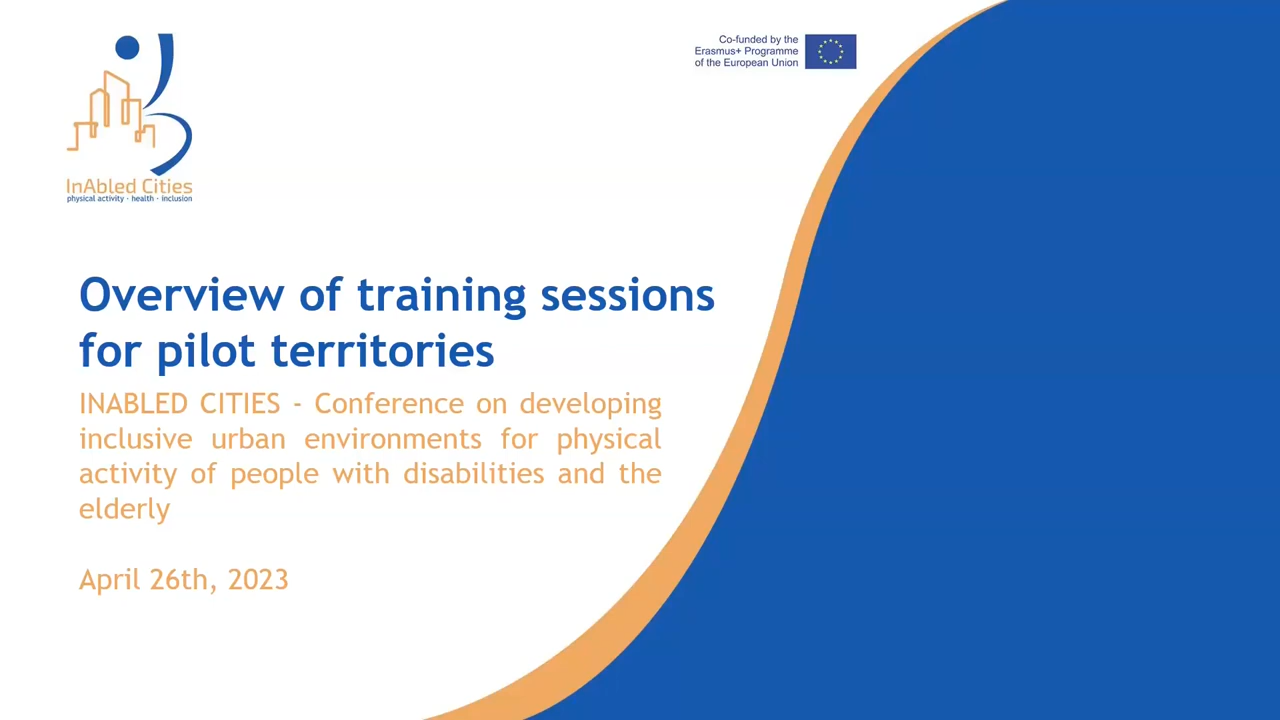 Co-funded by the
Erasmus+ Programme
of the European Union
InAbled Cities
physical activity · health · inclusion
Overview of training sessions
for pilot territories
INABLED CITIES - Conference on developing
inclusive urban environments for physical
activity of people with disabilities and the
elderly
April 26th, 2023